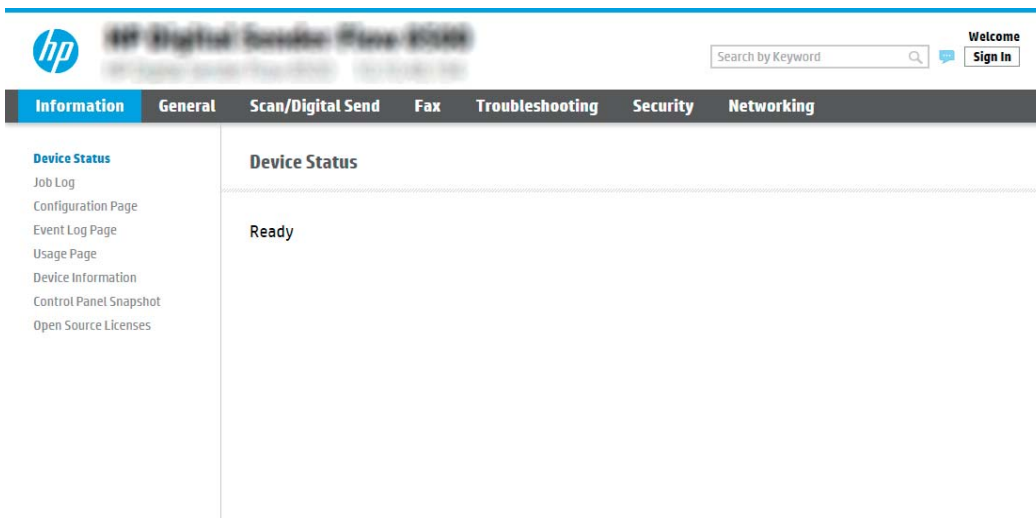 hp
Welcome
Search by Keyword
Sign In
Information General Scan/Digital Send Fax Troubleshooting Security Networking
Device Status
Job Log
Configuration Page
Event Log Page
Usage Page
Device Information
Control Panel Snapshot
Open Source Licenses
Device Status
Ready